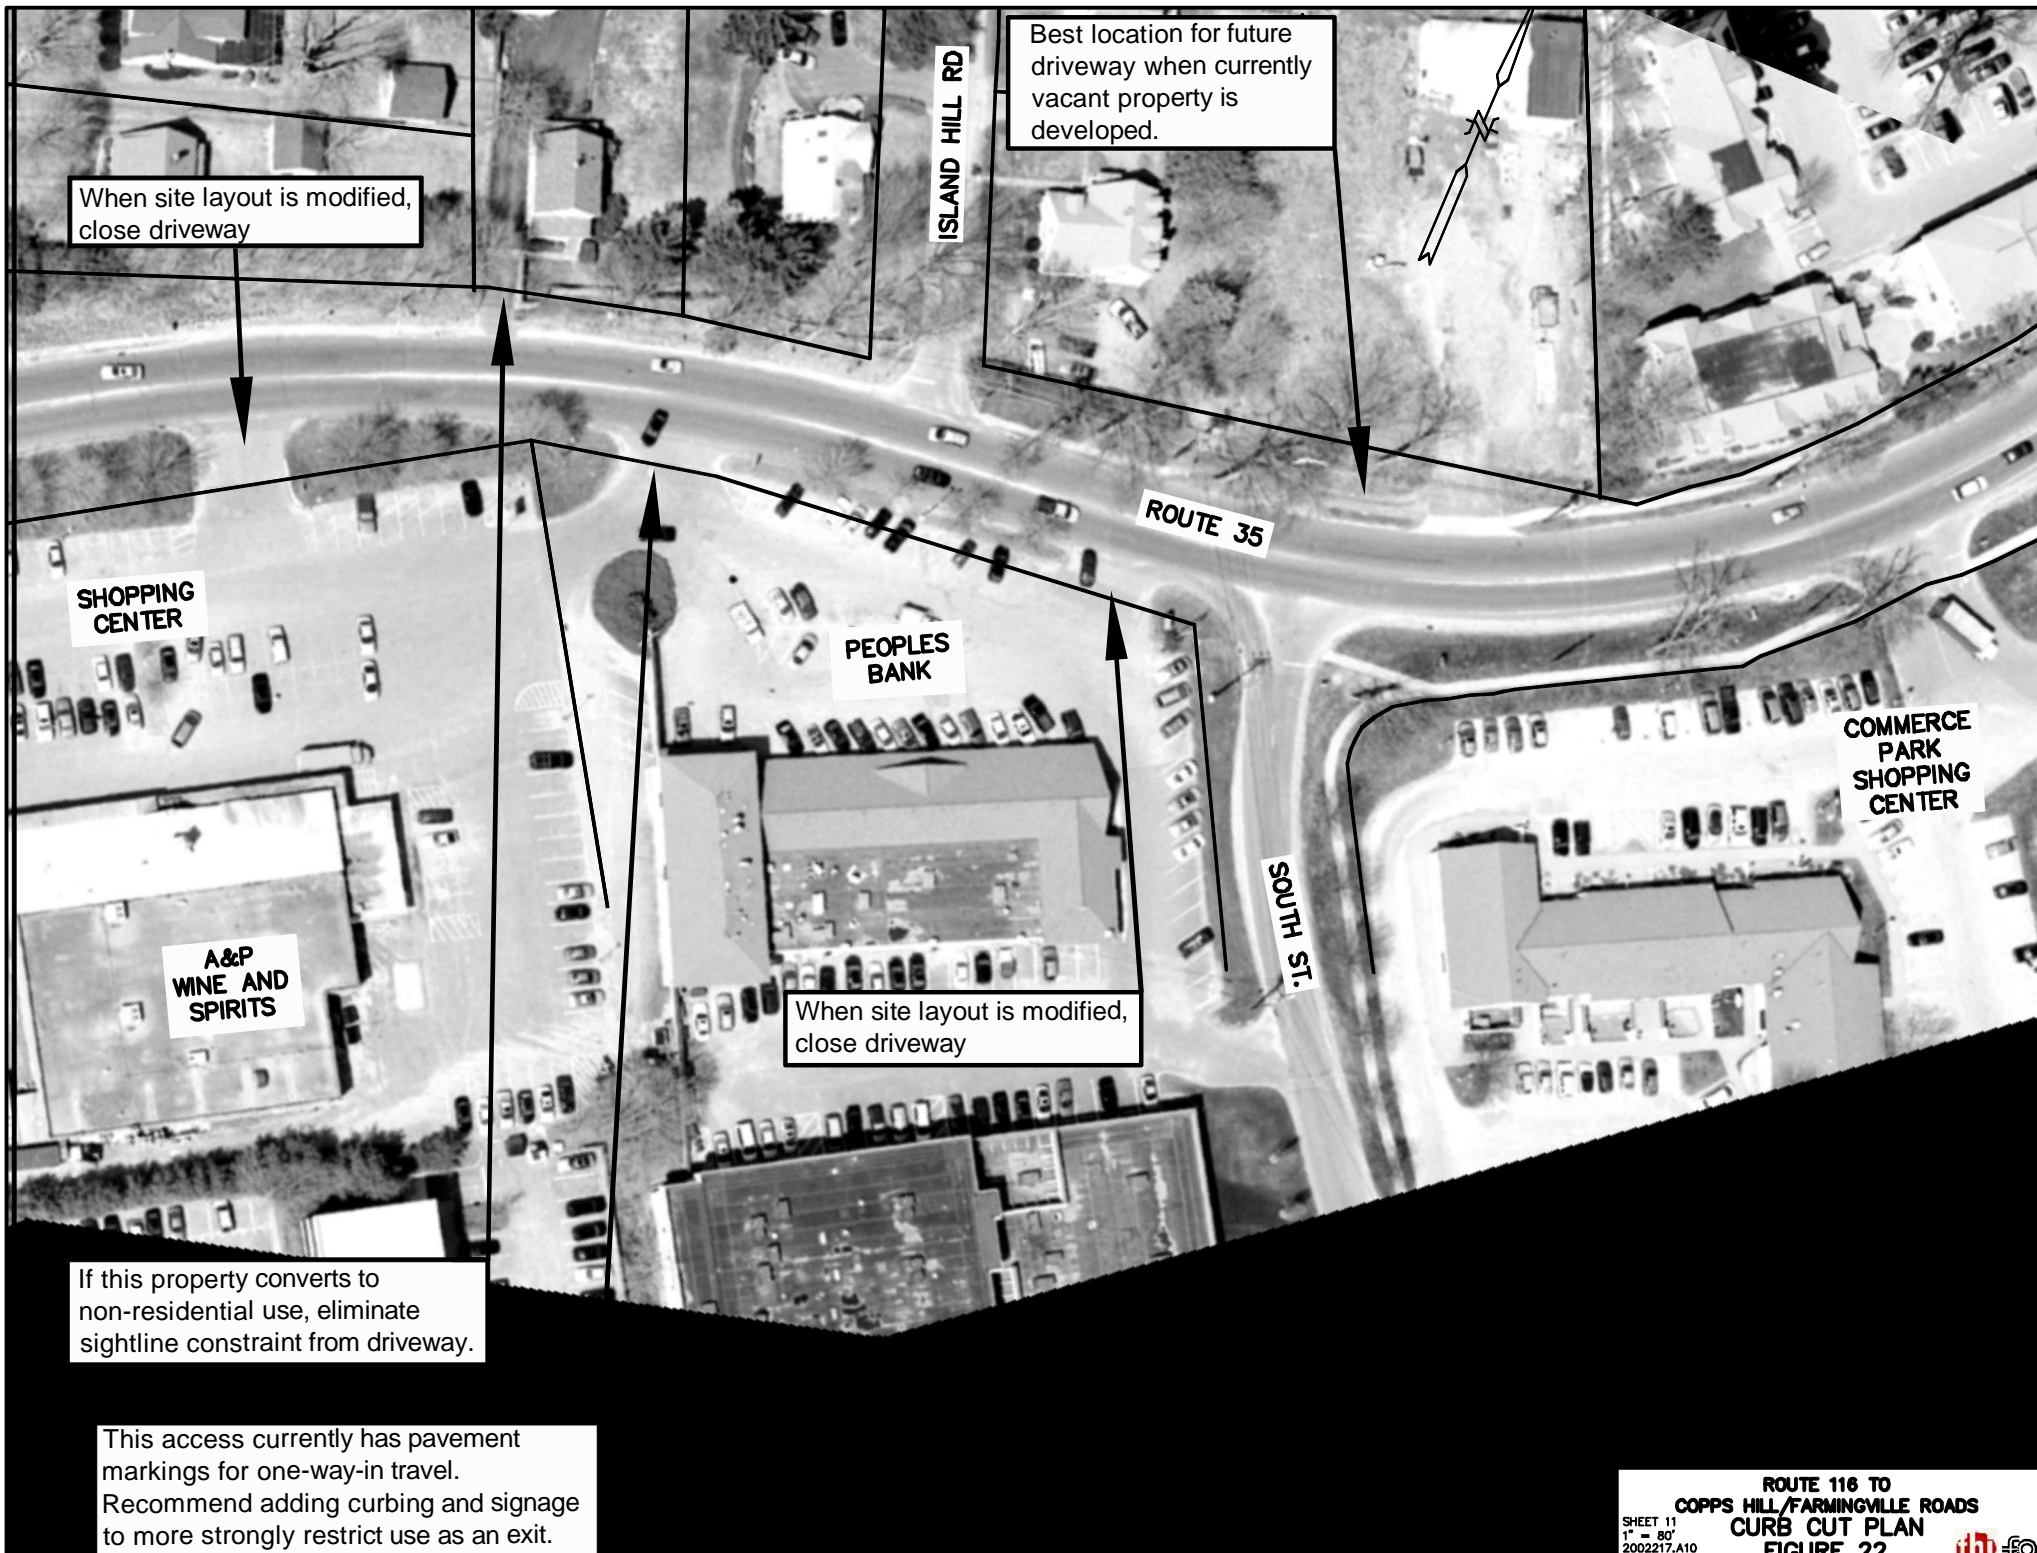 Best location for future
driveway when currently
vacant property is
developed.
ISLAND HILL RD
When site layout is modified,
close driveway
ROUTE 35
SHOPPING
CENTER
PEOPLES
BANK
COMMERCE
PARK
SHOPPING
CENTER
SOUTH ST.
A&P
WINE AND
SPIRITS
When site layout is modified,
close driveway
If this property converts to
non-residential use, eliminate
sightline constraint from driveway.
This access currently has pavement
markings for one-way-in travel.
Recommend adding curbing and signage
to more strongly restrict use as an exit.
ROUTE 116 TO
COPPS HILL/FARMINGVILLE ROADS
CURB CUT PLAN
FIGURE 22
SHEET 11
1" = 80'
2002217.A10